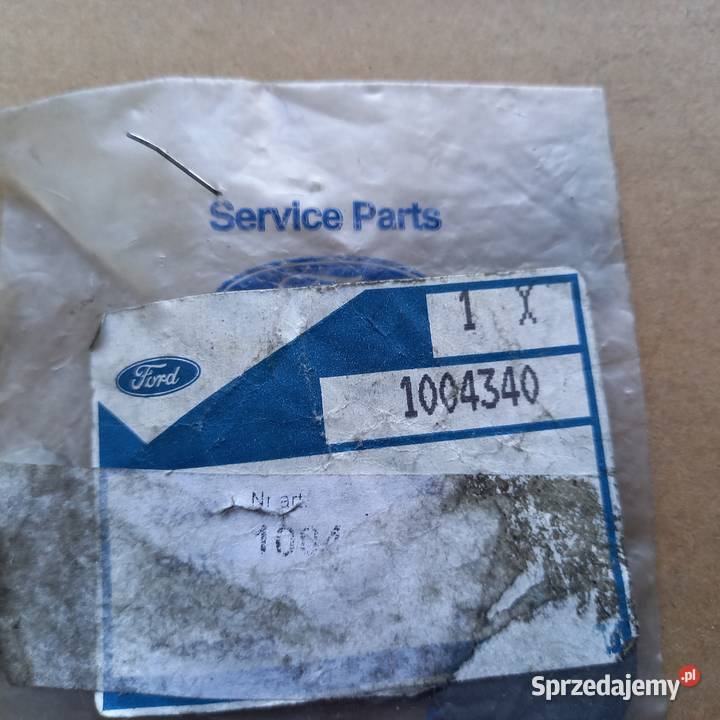 Service Parts
1 X
Ford
1004340
Nr art
1004
Sprzedajemy.pl